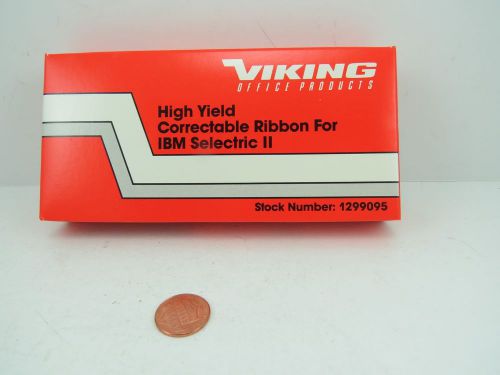 VIKING
OFFICE PRODUCTS
High Yield
Correctable Ribbon For
IBM Selectric II
Stock Number: 1299095